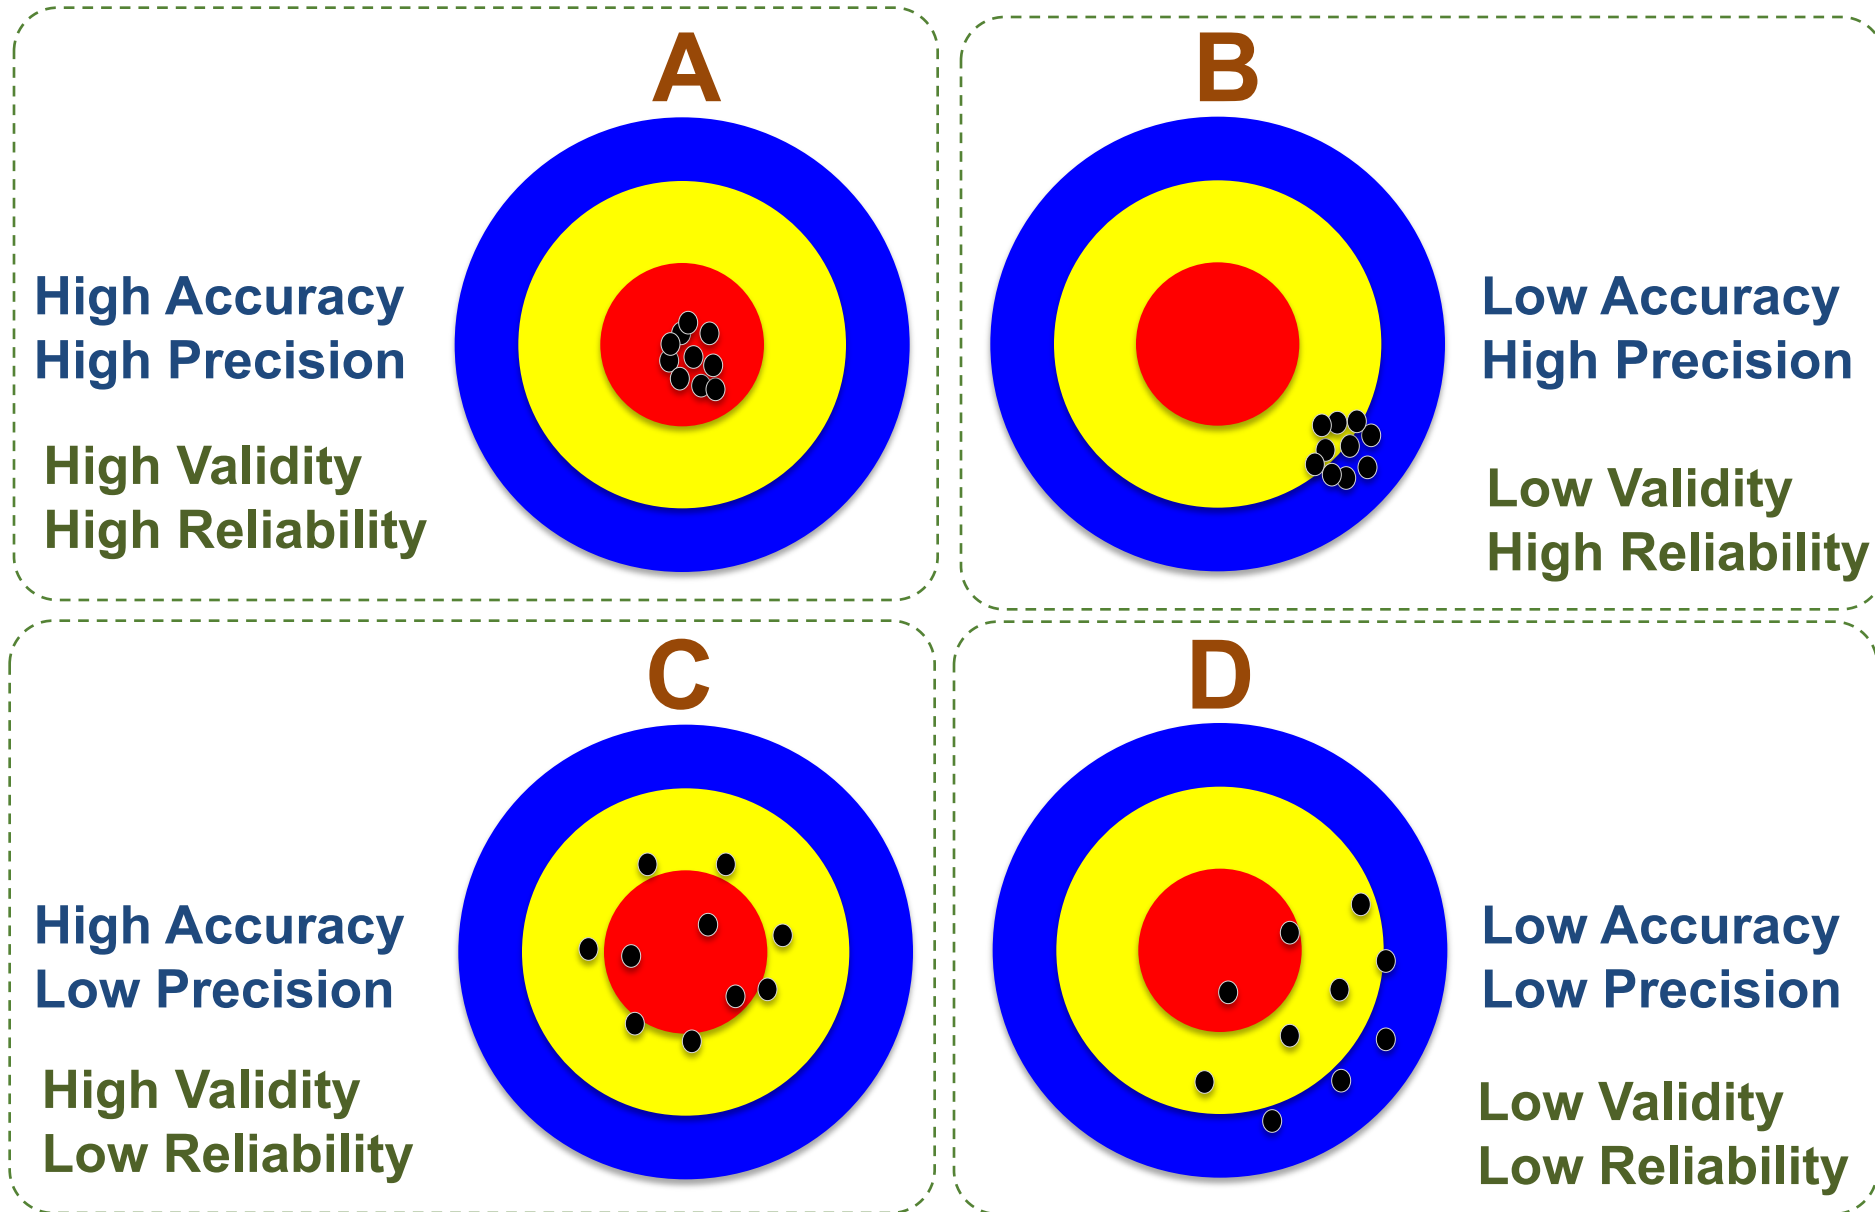 A
High Accuracy
High Precision
High Validity
High Reliability
B
Low Accuracy
High Precision
Low Validity
High Reliability
C
High Accuracy
Low Precision
High Validity
Low Reliability
D
Low Accuracy
Low Precision
Low Validity
Low Reliability